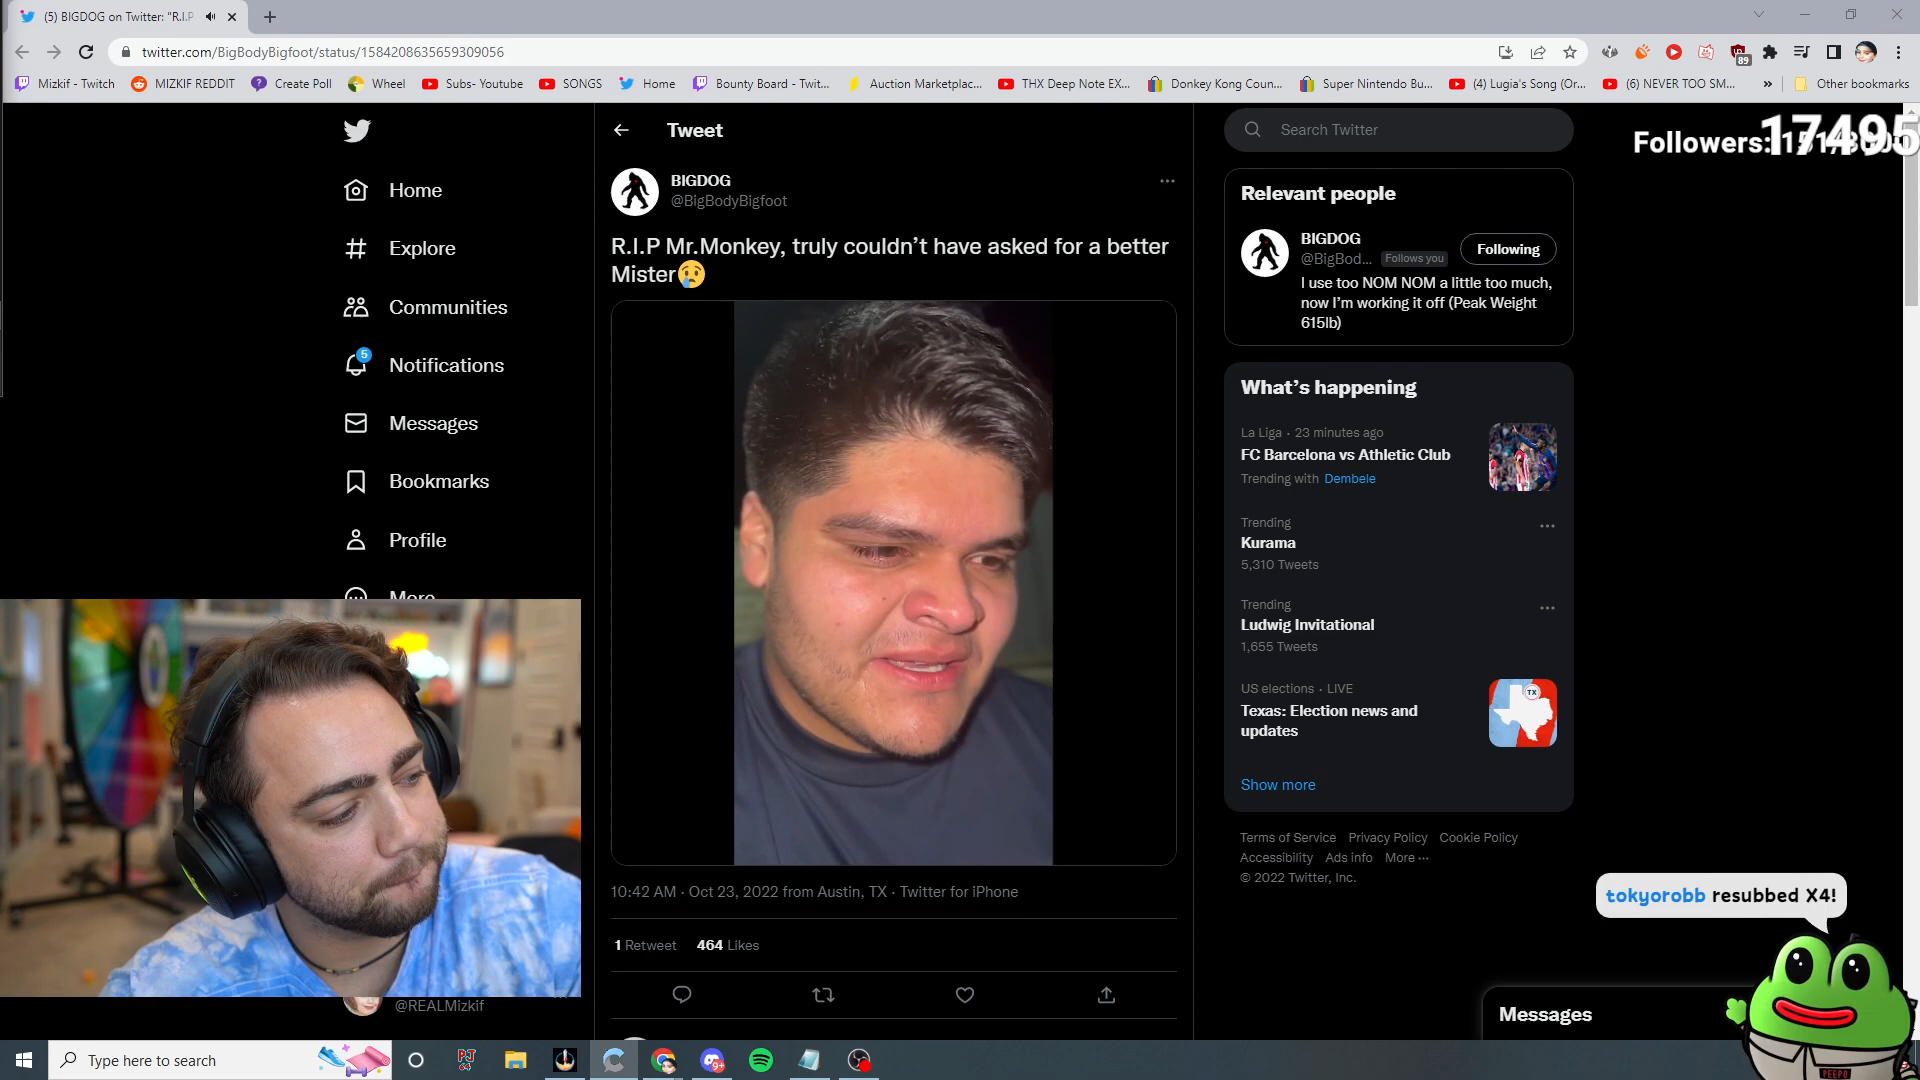 (5) BIGDOG on Twitter: "R.I.P
twitter.com/BigBodyBigfoot/status/1584208635659309056
89
Mizkif - Twitch
MIZKIF REDDIT
Create Poll
Wheel
Subs- Youtube
SONGS
Home
Bounty Board - Twit...
Auction Marketplac...
THX Deep Note EX...
Donkey Kong Coun...
Super Nintendo Bu...
(4) Lugia's Song (Or...
(6) NEVER TOO SM...
»
Other bookmarks
Home
Explore
Communities
5
Notifications
Messages
Bookmarks
Profile
More
@REALMizkif
Tweet
BIGDOG
@BigBodyBigfoot
R.I.P Mr.Monkey, truly couldn’t have asked for a better
Mister😢
10:42 AM · Oct 23, 2022 from Austin, TX · Twitter for iPhone
1 Retweet 464 Likes
Search Twitter
Followers:
17495
Relevant people
BIGDOG
@BigBod... Follows you
Following
I use too NOM NOM a little too much,
now I’m working it off (Peak Weight
615lb)
What’s happening
La Liga · 23 minutes ago
FC Barcelona vs Athletic Club
Trending with Dembele
Trending
Kurama
5,310 Tweets
Trending
Ludwig Invitational
1,655 Tweets
US elections · LIVE
Texas: Election news and
updates
TX
Show more
Terms of Service Privacy Policy Cookie Policy
Accessibility Ads info More ···
© 2022 Twitter, Inc.
tokyorobb resubbed X4!
Messages
PEEPO
Type here to search
9+